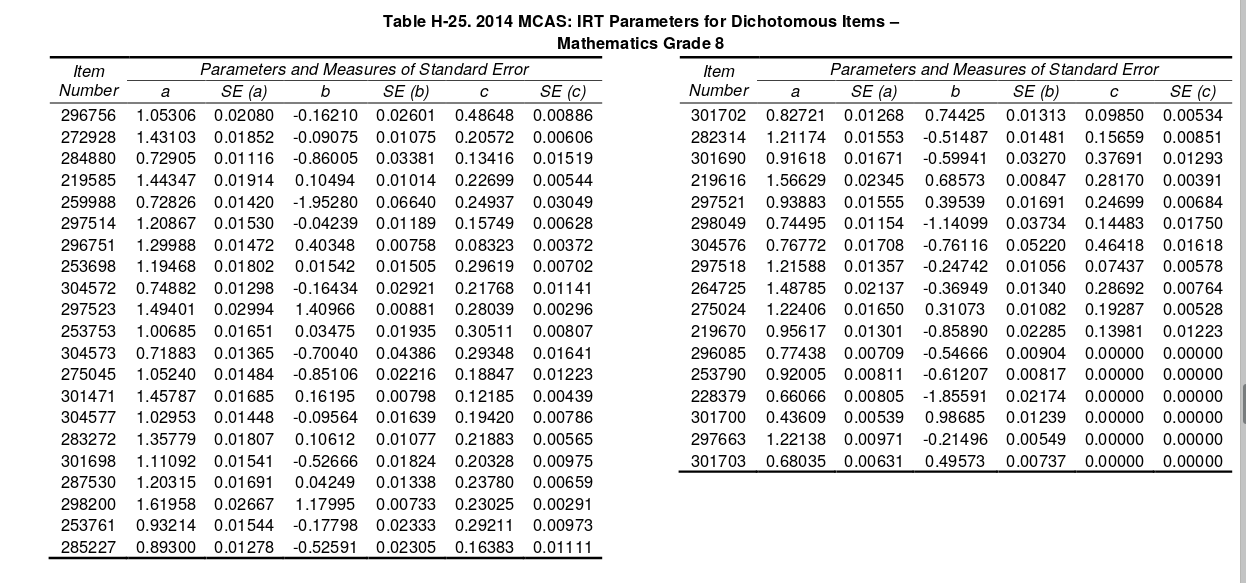 Table H-25. 2014 MCAS: IRT Parameters for Dichotomous Items –
Mathematics Grade 8
Item Number Parameters and Measures of Standard Error
a SE (a) b SE (b) c SE (c)
296756 1.05306 0.02080 -0.16210 0.02601 0.48648 0.00886
272928 1.43103 0.01852 -0.09075 0.01075 0.20572 0.00606
284880 0.72905 0.01116 -0.86005 0.03381 0.13416 0.01519
219585 1.44347 0.01914 0.10494 0.01014 0.22699 0.00544
259988 0.72826 0.01420 -1.95280 0.06640 0.24937 0.03049
297514 1.20867 0.01530 -0.04239 0.01189 0.15749 0.00628
296751 1.29988 0.01472 0.40348 0.00758 0.08323 0.00372
253698 1.19468 0.01802 0.01542 0.01505 0.29619 0.00702
304572 0.74882 0.01298 -0.16434 0.02921 0.21768 0.01141
297523 1.49401 0.02994 1.40966 0.00881 0.28039 0.00296
253753 1.00685 0.01651 0.03475 0.01935 0.30511 0.00807
304573 0.71883 0.01365 -0.70040 0.04386 0.29348 0.01641
275045 1.05240 0.01484 -0.85106 0.02216 0.18847 0.01223
301471 1.45787 0.01685 0.16195 0.00798 0.12185 0.00439
304577 1.02953 0.01448 -0.09564 0.01639 0.19420 0.00786
283272 1.35779 0.01807 0.10612 0.01077 0.21883 0.00565
301698 1.11092 0.01541 -0.52666 0.01824 0.20328 0.00975
287530 1.20315 0.01691 0.04249 0.01338 0.23780 0.00659
298200 1.61958 0.02667 1.17995 0.00733 0.23025 0.00291
253761 0.93214 0.01544 -0.17798 0.02333 0.29211 0.00973
285227 0.89300 0.01278 -0.52591 0.02305 0.16383 0.01111
Item Number Parameters and Measures of Standard Error
a SE (a) b SE (b) c SE (c)
301702 0.82721 0.01268 0.74425 0.01313 0.09850 0.00534
282314 1.21174 0.01553 -0.51487 0.01481 0.15659 0.00851
301690 0.91618 0.01671 -0.59941 0.03270 0.37691 0.01293
219616 1.56629 0.02345 0.68573 0.00847 0.28170 0.00391
297521 0.93883 0.01555 0.39539 0.01691 0.24699 0.00684
298049 0.74495 0.01154 -1.14099 0.03734 0.14483 0.01750
304576 0.76772 0.01708 -0.76116 0.05220 0.46418 0.01618
297518 1.21588 0.01357 -0.24742 0.01056 0.07437 0.00578
264725 1.48785 0.02137 -0.36949 0.01340 0.28692 0.00764
275024 1.22406 0.01650 0.31073 0.01082 0.19287 0.00528
219670 0.95617 0.01301 -0.85890 0.02285 0.13981 0.01223
296085 0.77438 0.00709 -0.54666 0.00904 0.00000 0.00000
253790 0.92005 0.00811 -0.61207 0.00817 0.00000 0.00000
228379 0.66066 0.00805 -1.85591 0.02174 0.00000 0.00000
301700 0.43609 0.00539 0.98685 0.01239 0.00000 0.00000
297663 1.22138 0.00971 -0.21496 0.00549 0.00000 0.00000
301703 0.68035 0.00631 0.49573 0.00737 0.00000 0.00000